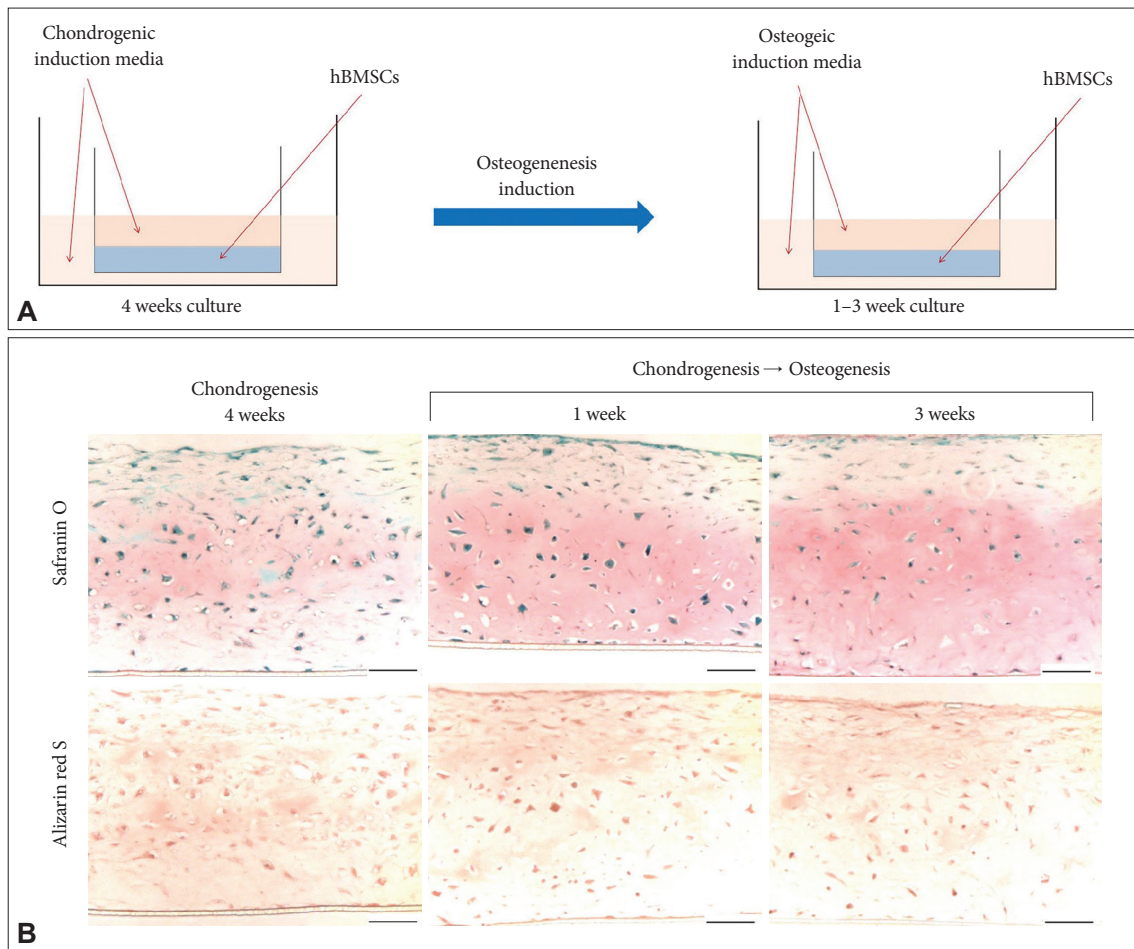 Chondrogenic
induction media
hBMSCs
Osteogenenesis
induction
Osteogeic
induction media
hBMSCs
4 weeks culture
1–3 week culture
A
Chondrogenesis
4 weeks
Chondrogenesis → Osteogenesis
1 week
3 weeks
Safranin O
Alizarin red S
B